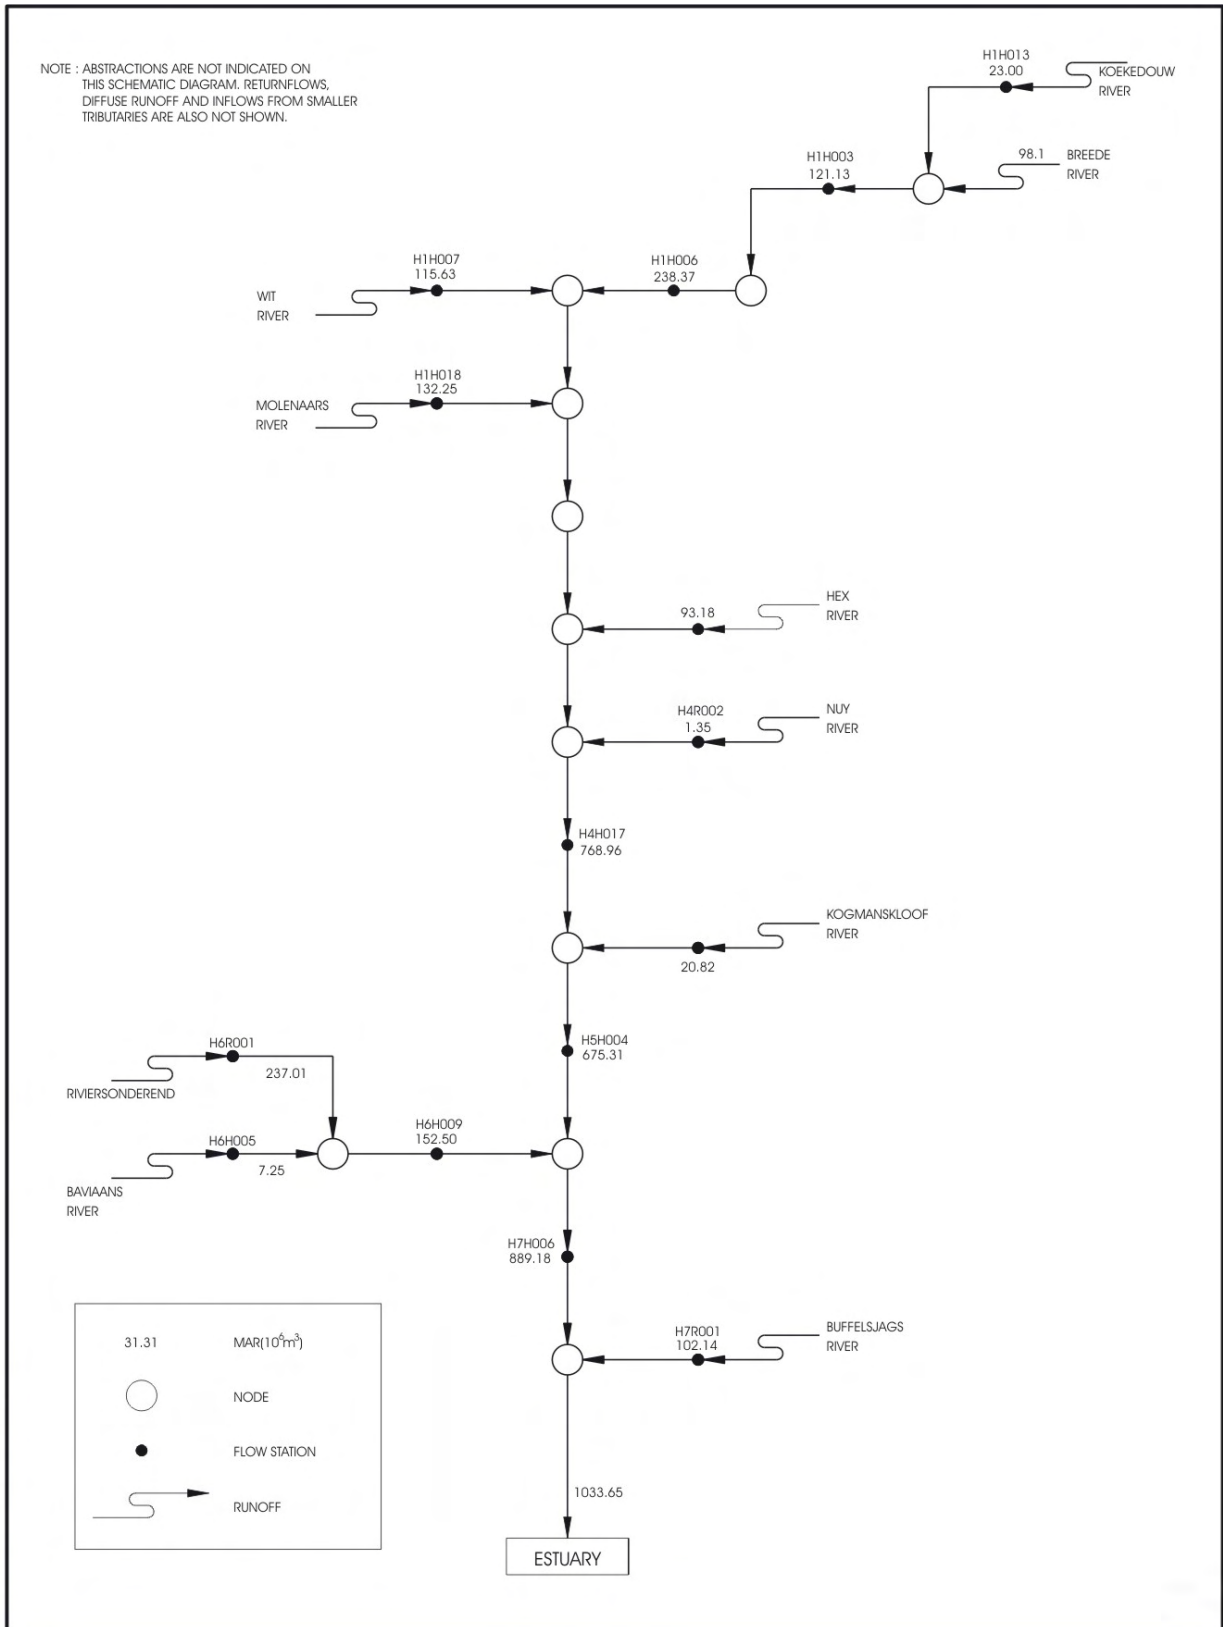 NOTE : ABSTRACTIONS ARE NOT INDICATED ON
THIS SCHEMATIC DIAGRAM. RETURNFLOWS,
DIFFUSE RUNOFF AND INFLOWS FROM SMALLER
TRIBUTARIES ARE ALSO NOT SHOWN.
H1H013
23.00
KOEKEDOUW
RIVER
H1H003
121.13
98.1
BREEDE
RIVER
H1H007
115.63
H1H006
238.37
WIT
RIVER
H1H018
132.25
MOLENAARS
RIVER
93.18
HEX
RIVER
H4R002
1.35
NUY
RIVER
H4H017
768.96
KOGMANSKLOOF
RIVER
20.82
H5H004
675.31
H6R001
237.01
RIVIERSONDEREND
H6H005
7.25
H6H009
152.50
BAVIAANS
RIVER
H7H006
889.18
H7R001
102.14
BUFFELSJAGS
RIVER
31.31 MAR(10⁶m³)
NODE
FLOW STATION
RUNOFF
1033.65
ESTUARY